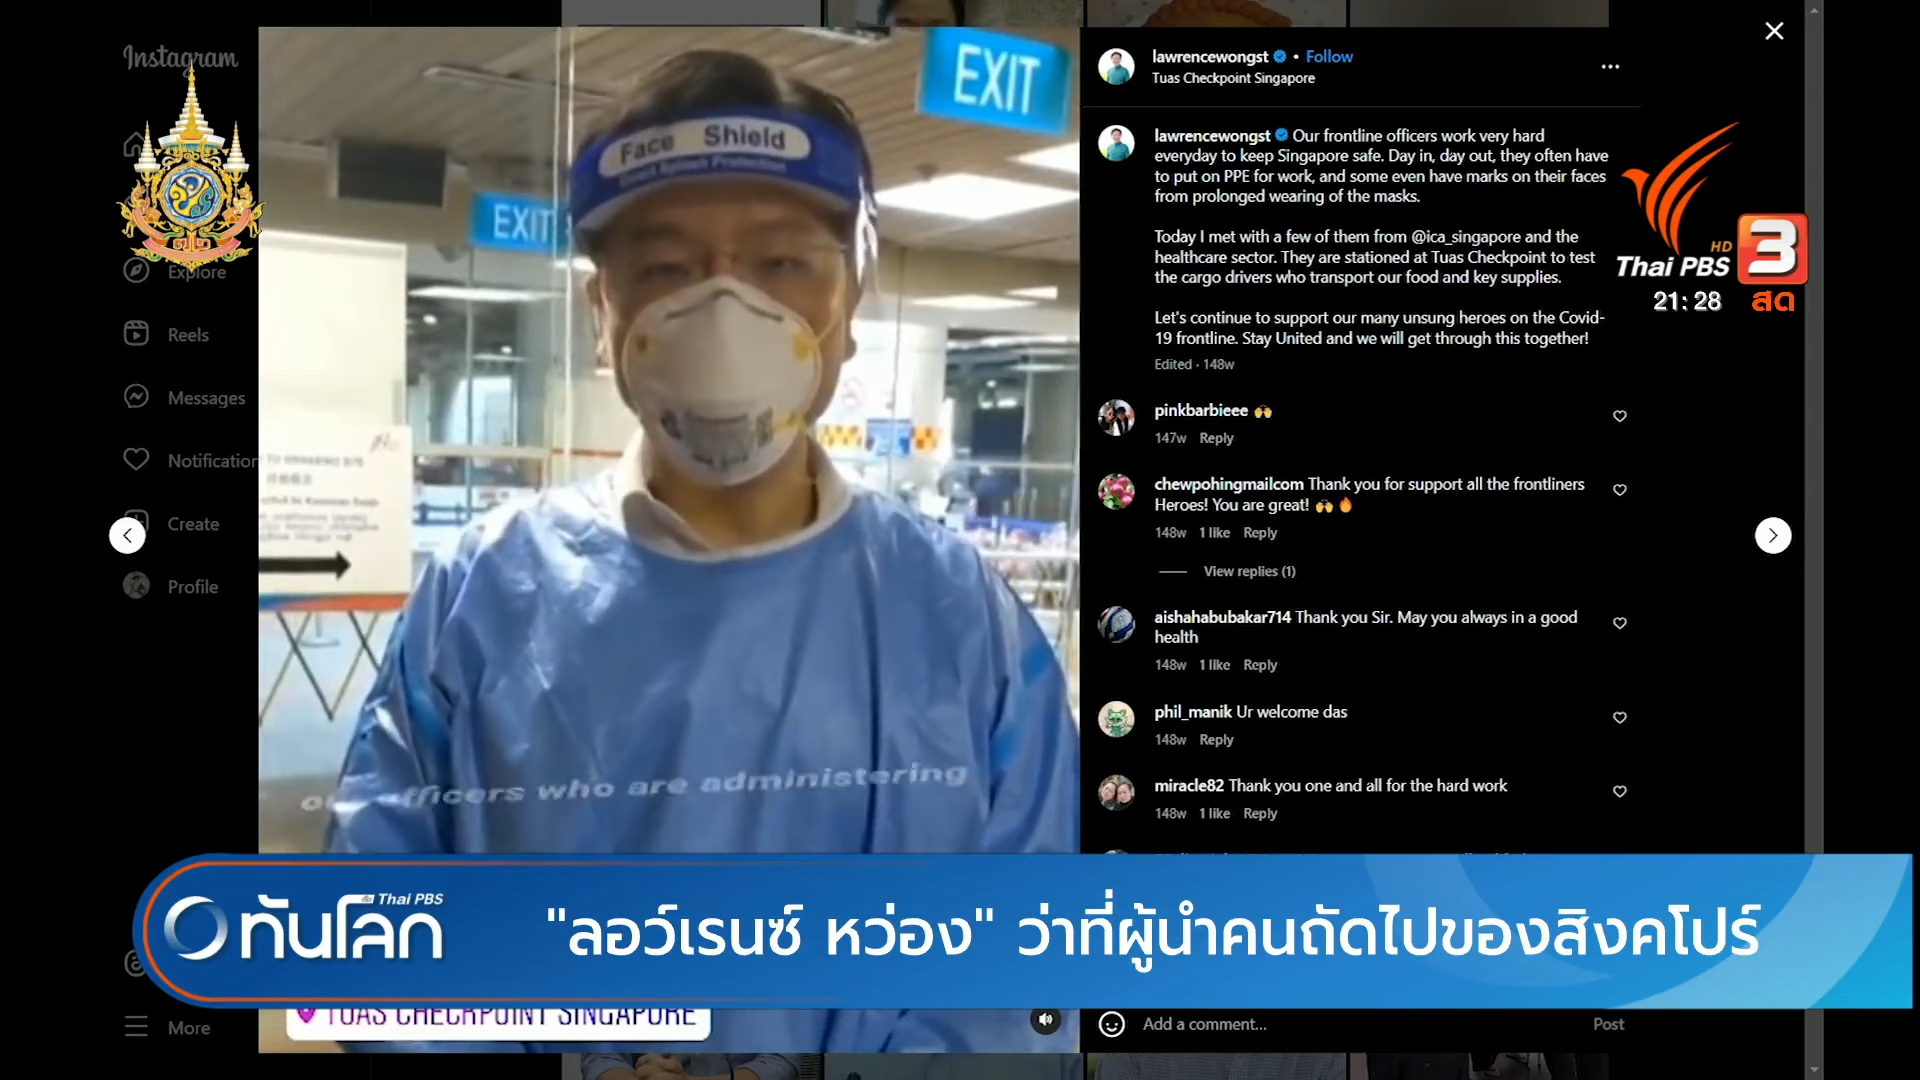 Instagram
Explore
Reels
Messages
Notification
Create
Profile
More
EXIT
EXIT
Face Shield
officers who are administering
TUAS CHECKPOINT SINGAPORE
lawrencewongst • Follow
Tuas Checkpoint Singapore
lawrencewongst Our frontline officers work very hard
everyday to keep Singapore safe. Day in, day out, they often have
to put on PPE for work, and some even have marks on their faces
from prolonged wearing of the masks.
Today I met with a few of them from @ica_singapore and the
healthcare sector. They are stationed at Tuas Checkpoint to test
the cargo drivers who transport our food and key supplies.
Let's continue to support our many unsung heroes on the Covid-
19 frontline. Stay United and we will get through this together!
Edited · 148w
pinkbarbieee 🙌
147w Reply
chewpohingmailcom Thank you for support all the frontliners
Heroes! You are great! 🙌🔥
148w 1 like Reply
View replies (1)
aishahabubakar714 Thank you Sir. May you always in a good
health
148w 1 like Reply
phil_manik Ur welcome das
148w Reply
miracle82 Thank you one and all for the hard work
148w 1 like Reply
Add a comment... Post
HD
Thai PBS 3
21:28 สด
ทันโลก กับ Thai PBS
"ลอว์เรนซ์ หว่อง" ว่าที่ผู้นำคนถัดไปของสิงคโปร์